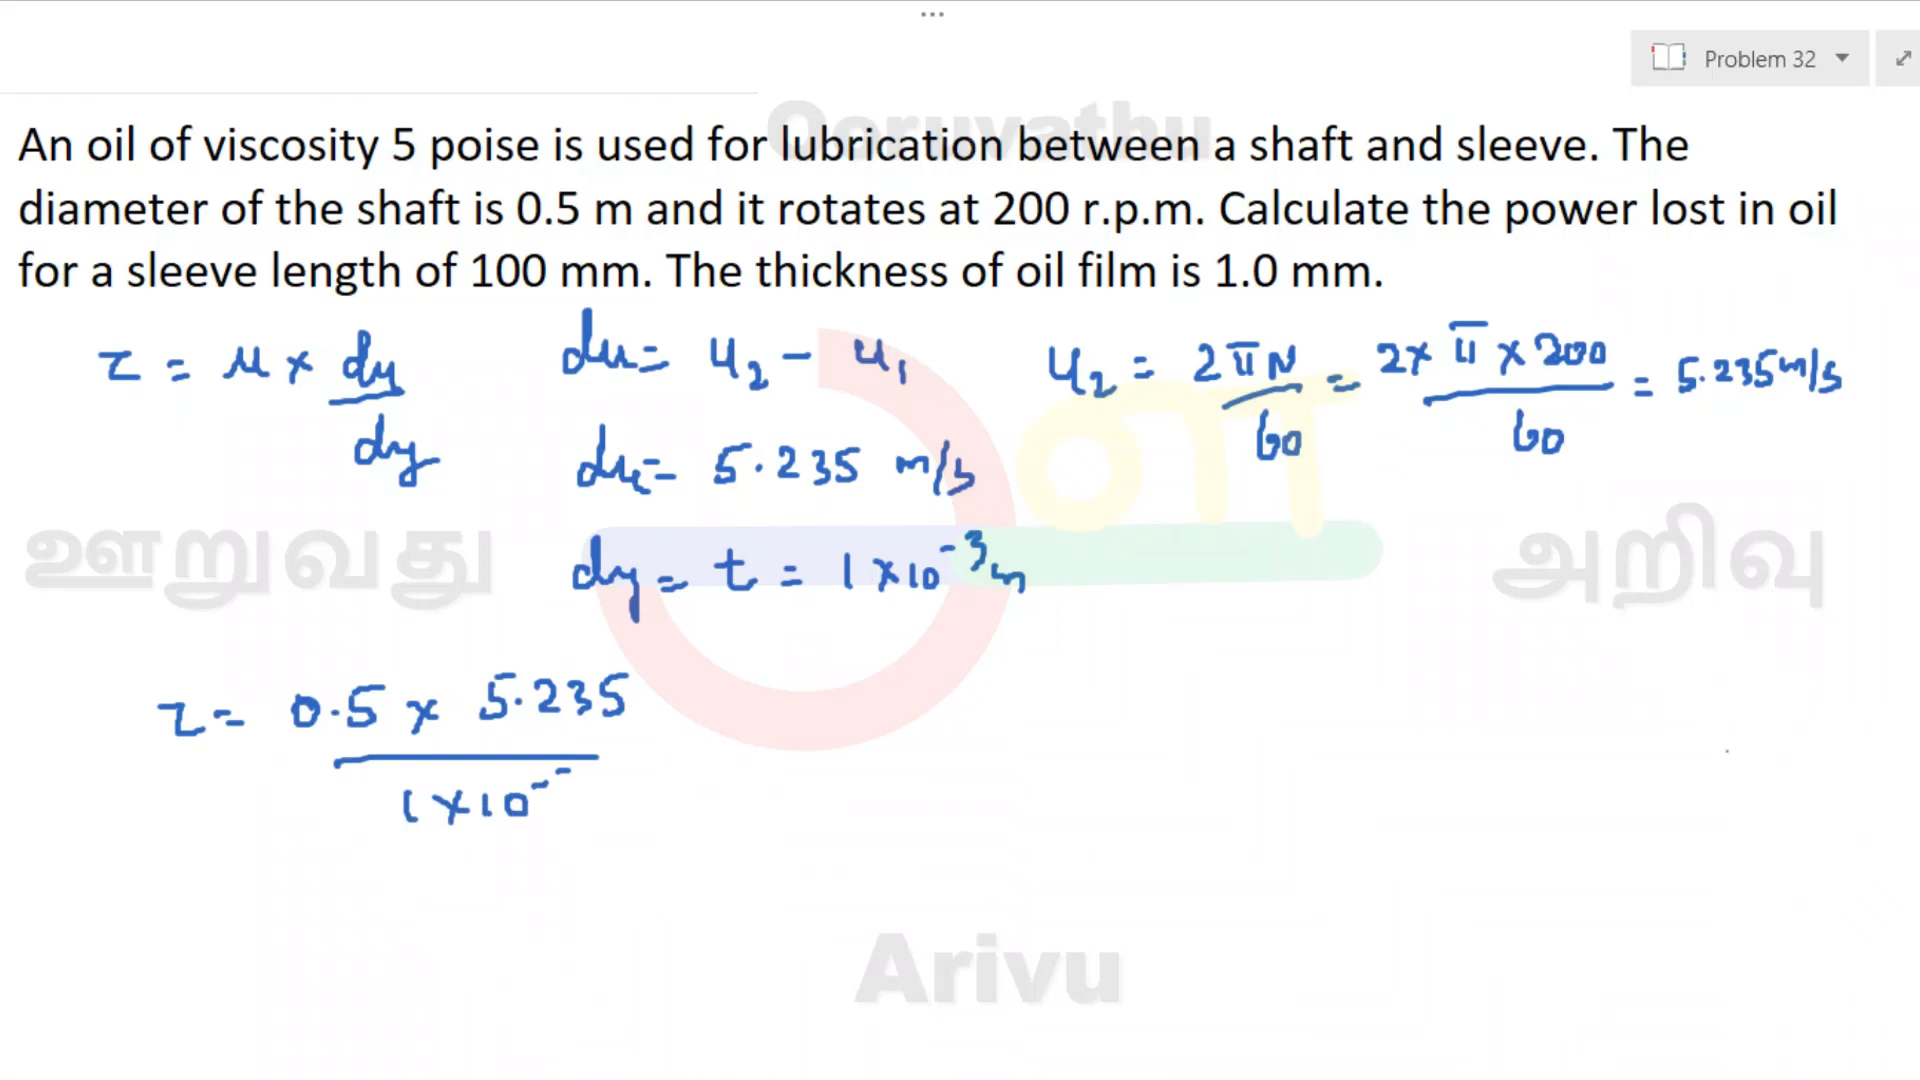 ...
Problem 32
Ooruvathu
An oil of viscosity 5 poise is used for lubrication between a shaft and sleeve. The
diameter of the shaft is 0.5 m and it rotates at 200 r.p.m. Calculate the power lost in oil
for a sleeve length of 100 mm. The thickness of oil film is 1.0 mm.
τ = μ × du/dy
du = u₂ − u₁
u₂ = 2πN/60 = 2×π×200/60 = 5.235 m/s
du = 5.235 m/s
ஊறுவது அறிவு
dy = t = 1×10⁻³ m
τ = 0.5 × 5.235 / 1×10⁻⁻
Arivu